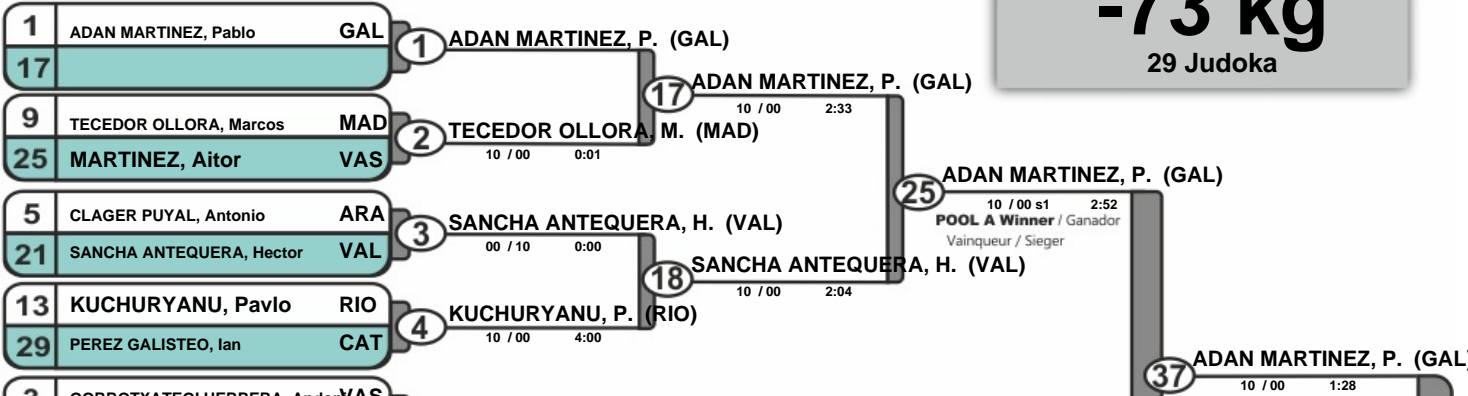 -73 kg
29 Judoka
1 ADAN MARTINEZ, Pablo GAL
17
1 ADAN MARTINEZ, P. (GAL)
17 ADAN MARTINEZ, P. (GAL)
10 / 00 2:33
9 TECEDOR OLLORA, Marcos MAD
25 MARTINEZ, Aitor VAS
2 TECEDOR OLLORA, M. (MAD)
10 / 00 0:01
25 ADAN MARTINEZ, P. (GAL)
10 / 00 s1 2:52
POOL A Winner / Ganador
Vainqueur / Sieger
5 CLAGER PUYAL, Antonio ARA
21 SANCHA ANTEQUERA, Hector VAL
3 SANCHA ANTEQUERA, H. (VAL)
00 / 10 0:00
18 SANCHA ANTEQUERA, H. (VAL)
10 / 00 2:04
13 KUCHURYANU, Pavlo RIO
29 PEREZ GALISTEO, Ian CAT
4 KUCHURYANU, P. (RIO)
10 / 00 4:00
37 ADAN MARTINEZ, P. (GAL)
10 / 00 1:28
VAS